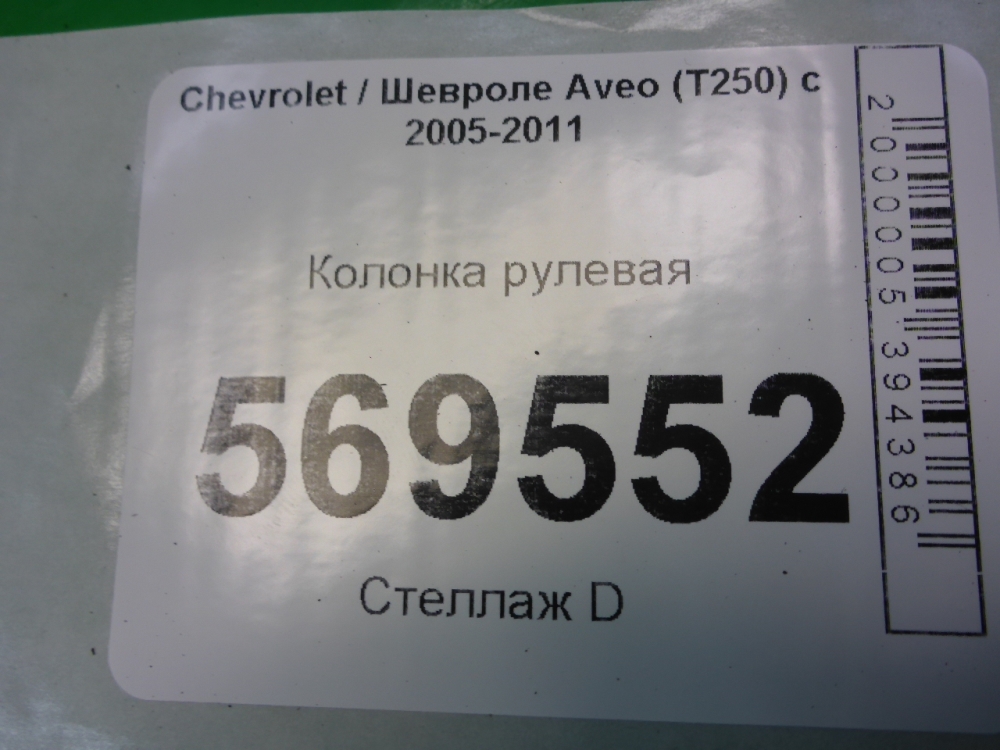 Chevrolet / Шевроле Aveo (T250) с
2005-2011
Колонка рулевая
569552
Стеллаж D
2000005394386